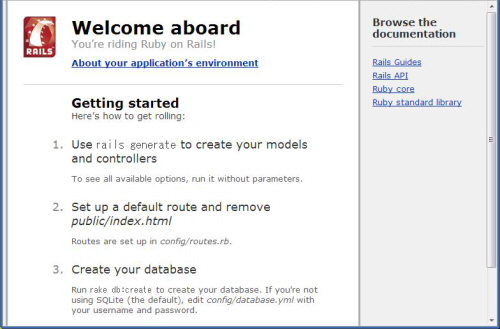 RAILS
Welcome aboard
You're riding Ruby on Rails!
About your application's environment
Getting started
Here's how to get rolling:
1. Use rails generate to create your models
and controllers
To see all available options, run it without parameters.
2. Set up a default route and remove
public/index.html
Routes are set up in config/routes.rb.
3. Create your database
Run rake db:create to create your database. If you're not
using SQLite (the default), edit config/database.yml with
your username and password.
Browse the
documentation
Rails Guides
Rails API
Ruby core
Ruby standard library